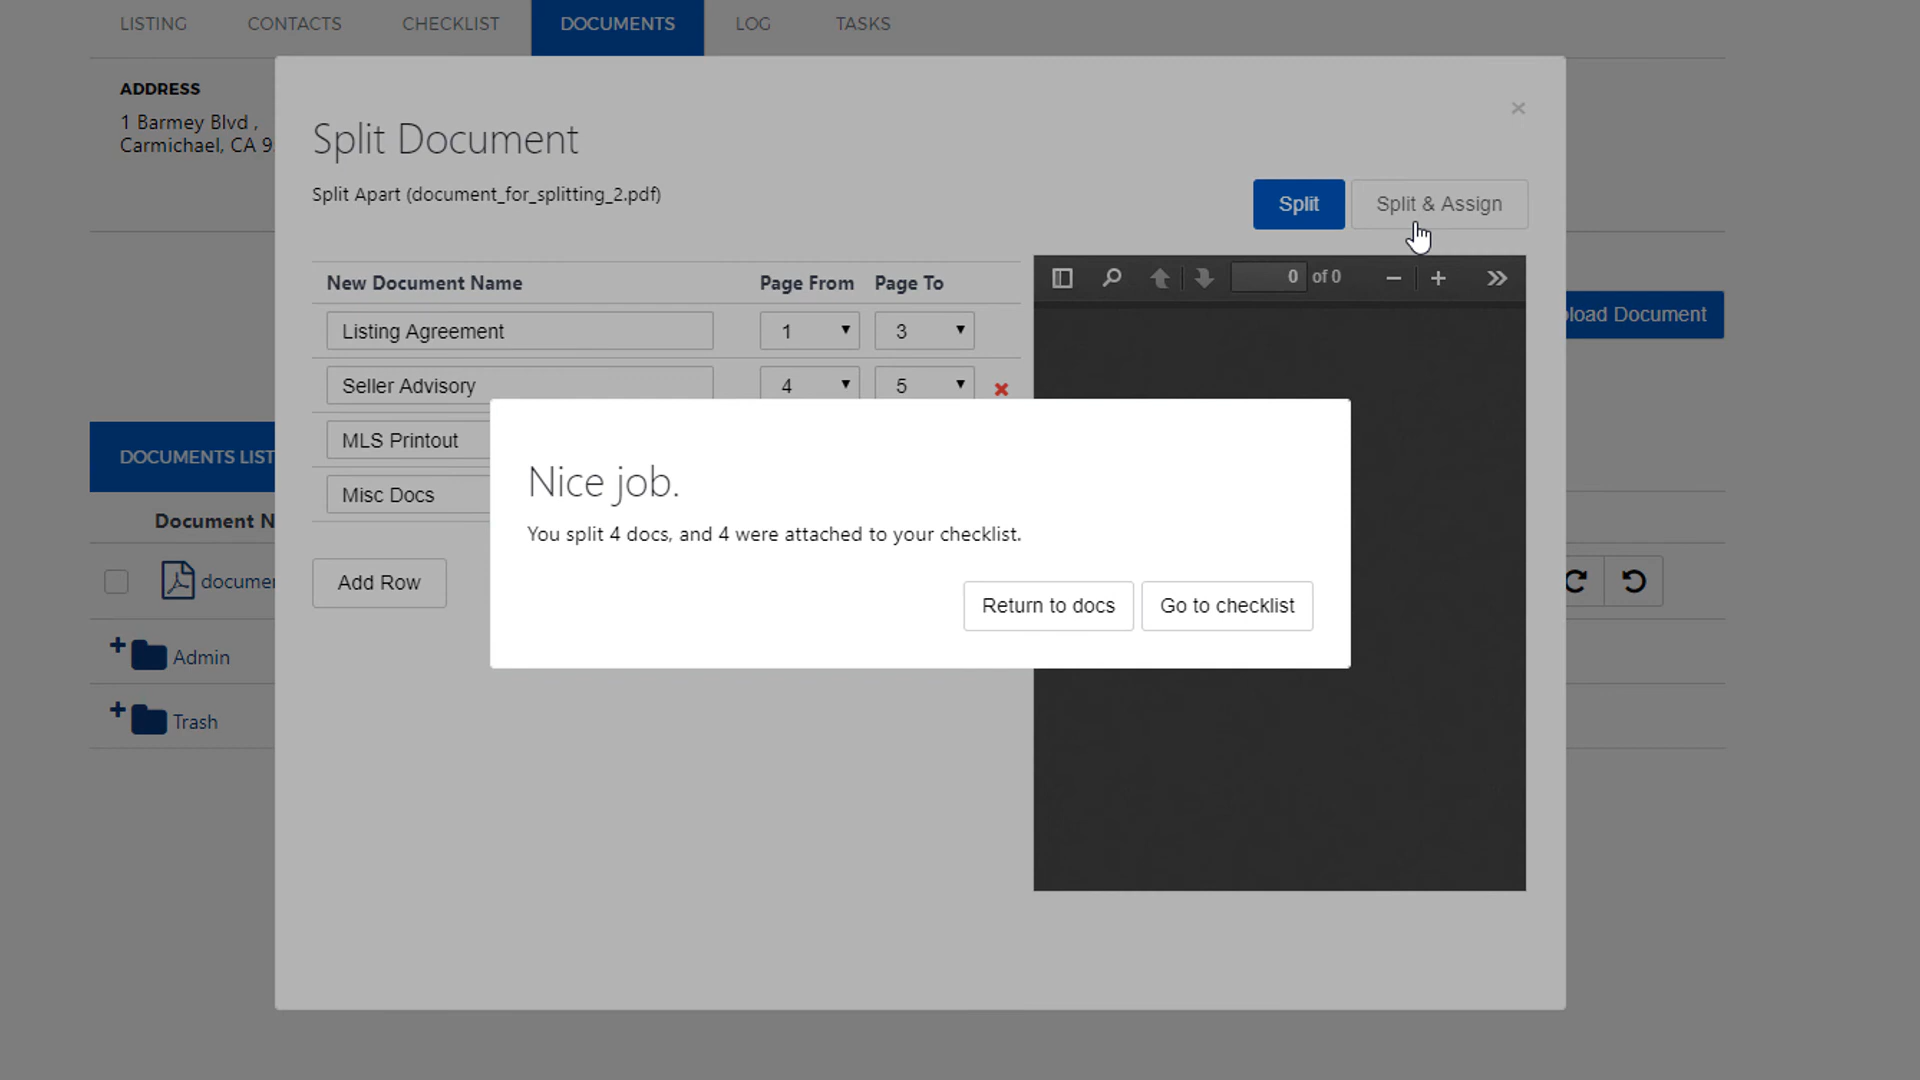 LISTING CONTACTS CHECKLIST DOCUMENTS LOG TASKS
ADDRESS
1 Barmey Blvd ,
Carmichael, CA 9
×
Split Document
Split Apart (document_for_splitting_2.pdf)
Split Split & Assign
New Document Name Page From Page To
0 of 0
Listing Agreement 1 3
load Document
Seller Advisory 4 5
MLS Printout
DOCUMENTS LIST
Misc Docs
Nice job.
You split 4 docs, and 4 were attached to your checklist.
Document N
Add Row
documen
Return to docs Go to checklist
Admin
Trash